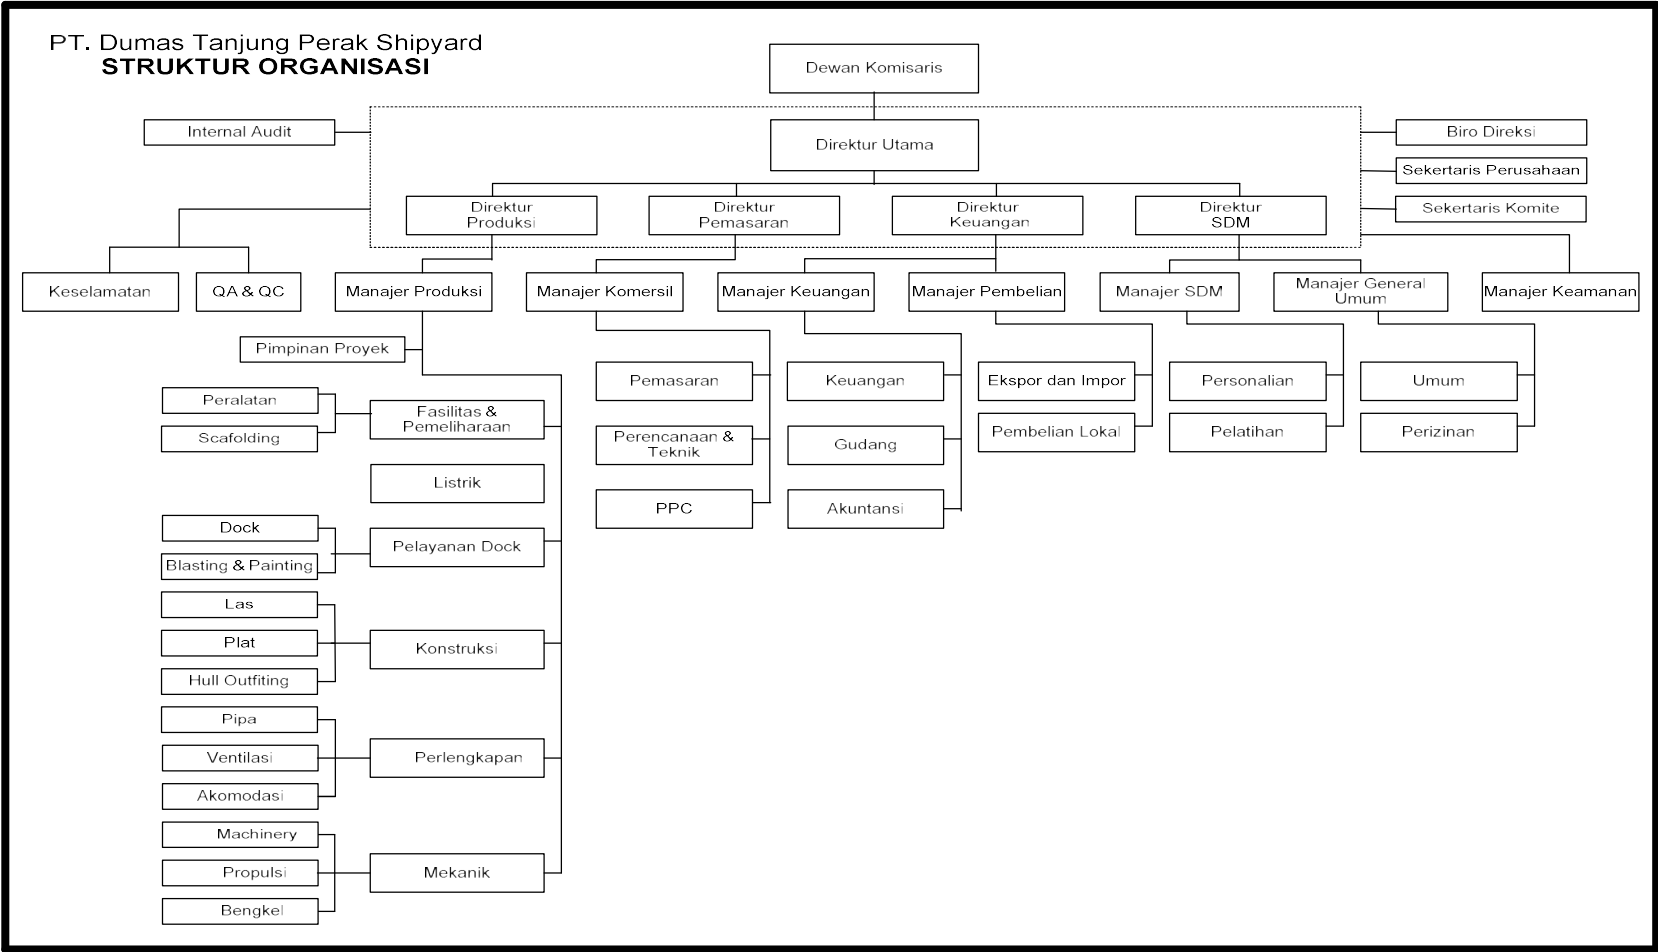 PT. Dumas Tanjung Perak Shipyard
STRUKTUR ORGANISASI
Dewan Komisaris
Internal Audit
Direktur Utama
Biro Direksi
Sekertaris Perusahaan
Sekertaris Komite
Direktur
Produksi
Direktur
Pemasaran
Direktur
Keuangan
Direktur
SDM
Keselamatan
QA & QC
Manajer Produksi
Manajer Komersil
Manajer Keuangan
Manajer Pembelian
Manajer SDM
Manajer General
Umum
Manajer Keamanan
Pimpinan Proyek
Pemasaran
Keuangan
Ekspor dan Impor
Personalian
Umum
Peralatan
Scafolding
Fasilitas &
Pemeliharaan
Perencanaan &
Teknik
Gudang
Pembelian Lokal
Pelatihan
Perizinan
Listrik
PPC
Akuntansi
Dock
Blasting & Painting
Pelayanan Dock
Las
Plat
Hull Outfiting
Konstruksi
Pipa
Ventilasi
Akomodasi
Perlengkapan
Machinery
Propulsi
Bengkel
Mekanik